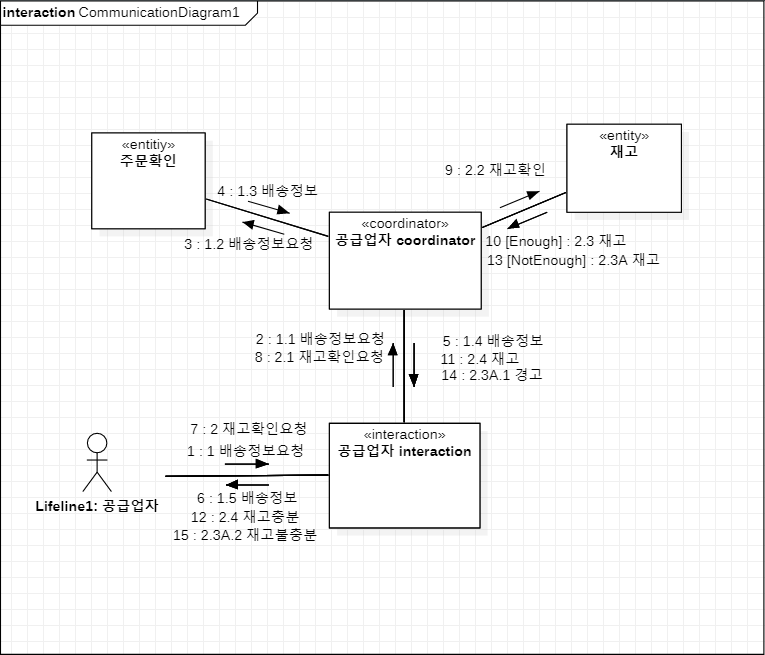 interaction CommunicationDiagram1
«entitiy»
주문확인
«entity»
재고
9 : 2.2 재고확인
4 : 1.3 배송정보
3 : 1.2 배송정보요청
«coordinator»
공급업자 coordinator
10 [Enough] : 2.3 재고
13 [NotEnough] : 2.3A 재고
2 : 1.1 배송정보요청
8 : 2.1 재고확인요청
5 : 1.4 배송정보
11 : 2.4 재고
14 : 2.3A.1 경고
7 : 2 재고확인요청
1 : 1 배송정보요청
«interaction»
공급업자 interaction
6 : 1.5 배송정보
12 : 2.4 재고충분
15 : 2.3A.2 재고불충분
Lifeline1: 공급업자